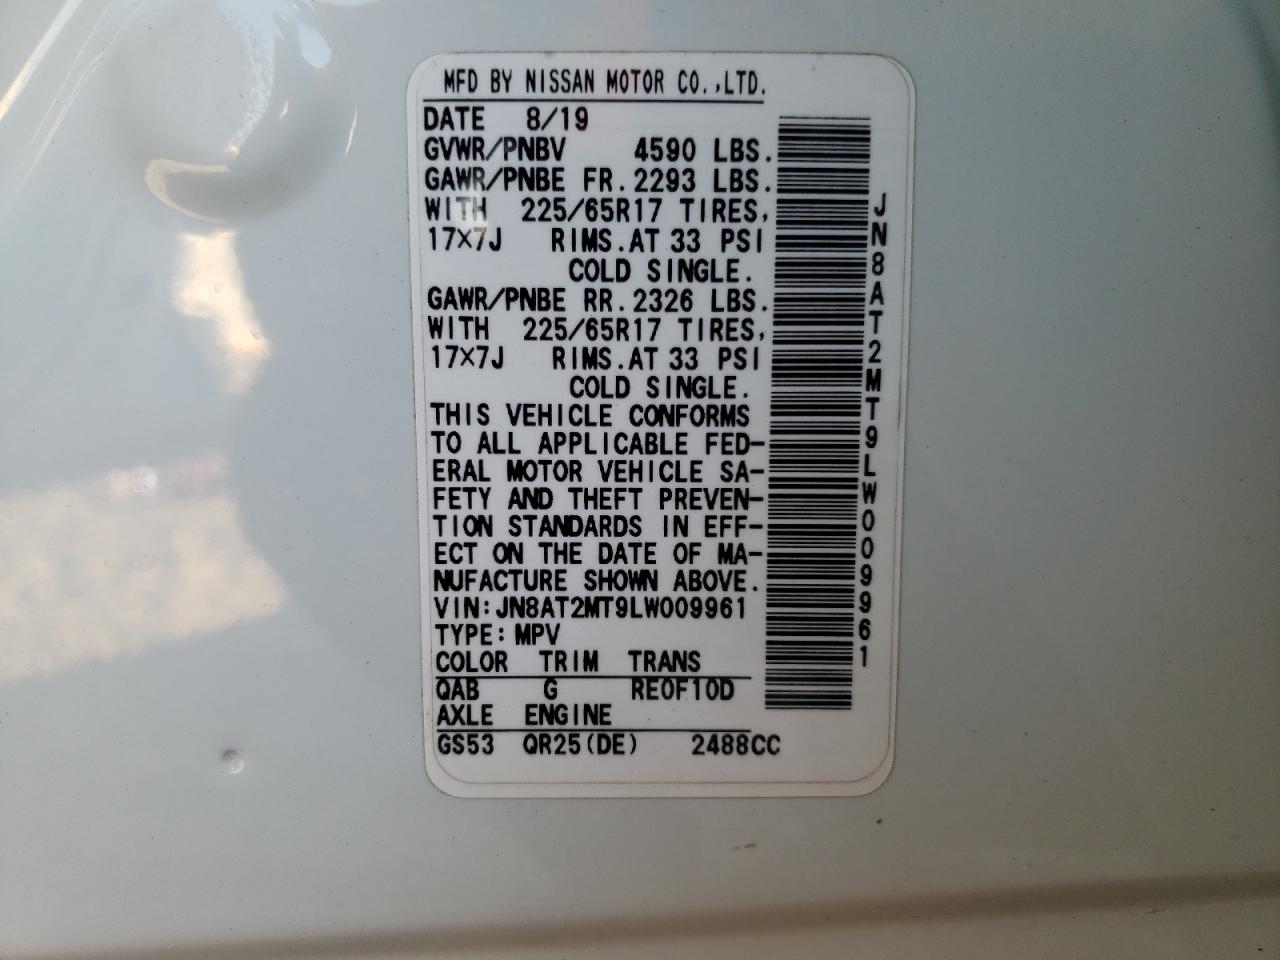 MFD BY NISSAN MOTOR CO.,LTD.
DATE 8/19
GVWR/PNBV 4590 LBS.
GAWR/PNBE FR. 2293 LBS.
WITH 225/65R17 TIRES,
17×7J RIMS. AT 33 PSI
COLD SINGLE.
GAWR/PNBE RR. 2326 LBS.
WITH 225/65R17 TIRES,
17×7J RIMS. AT 33 PSI
COLD SINGLE.
THIS VEHICLE CONFORMS
TO ALL APPLICABLE FED-
ERAL MOTOR VEHICLE SA-
FETY AND THEFT PREVEN-
TION STANDARDS IN EFF-
ECT ON THE DATE OF MA-
NUFACTURE SHOWN ABOVE.
VIN: JN8AT2MT9LW009961
TYPE: MPV
COLOR TRIM TRANS
QAB G RE0F10D
AXLE ENGINE
GS53 QR25(DE) 2488CC
JN8AT2MT9LW009961